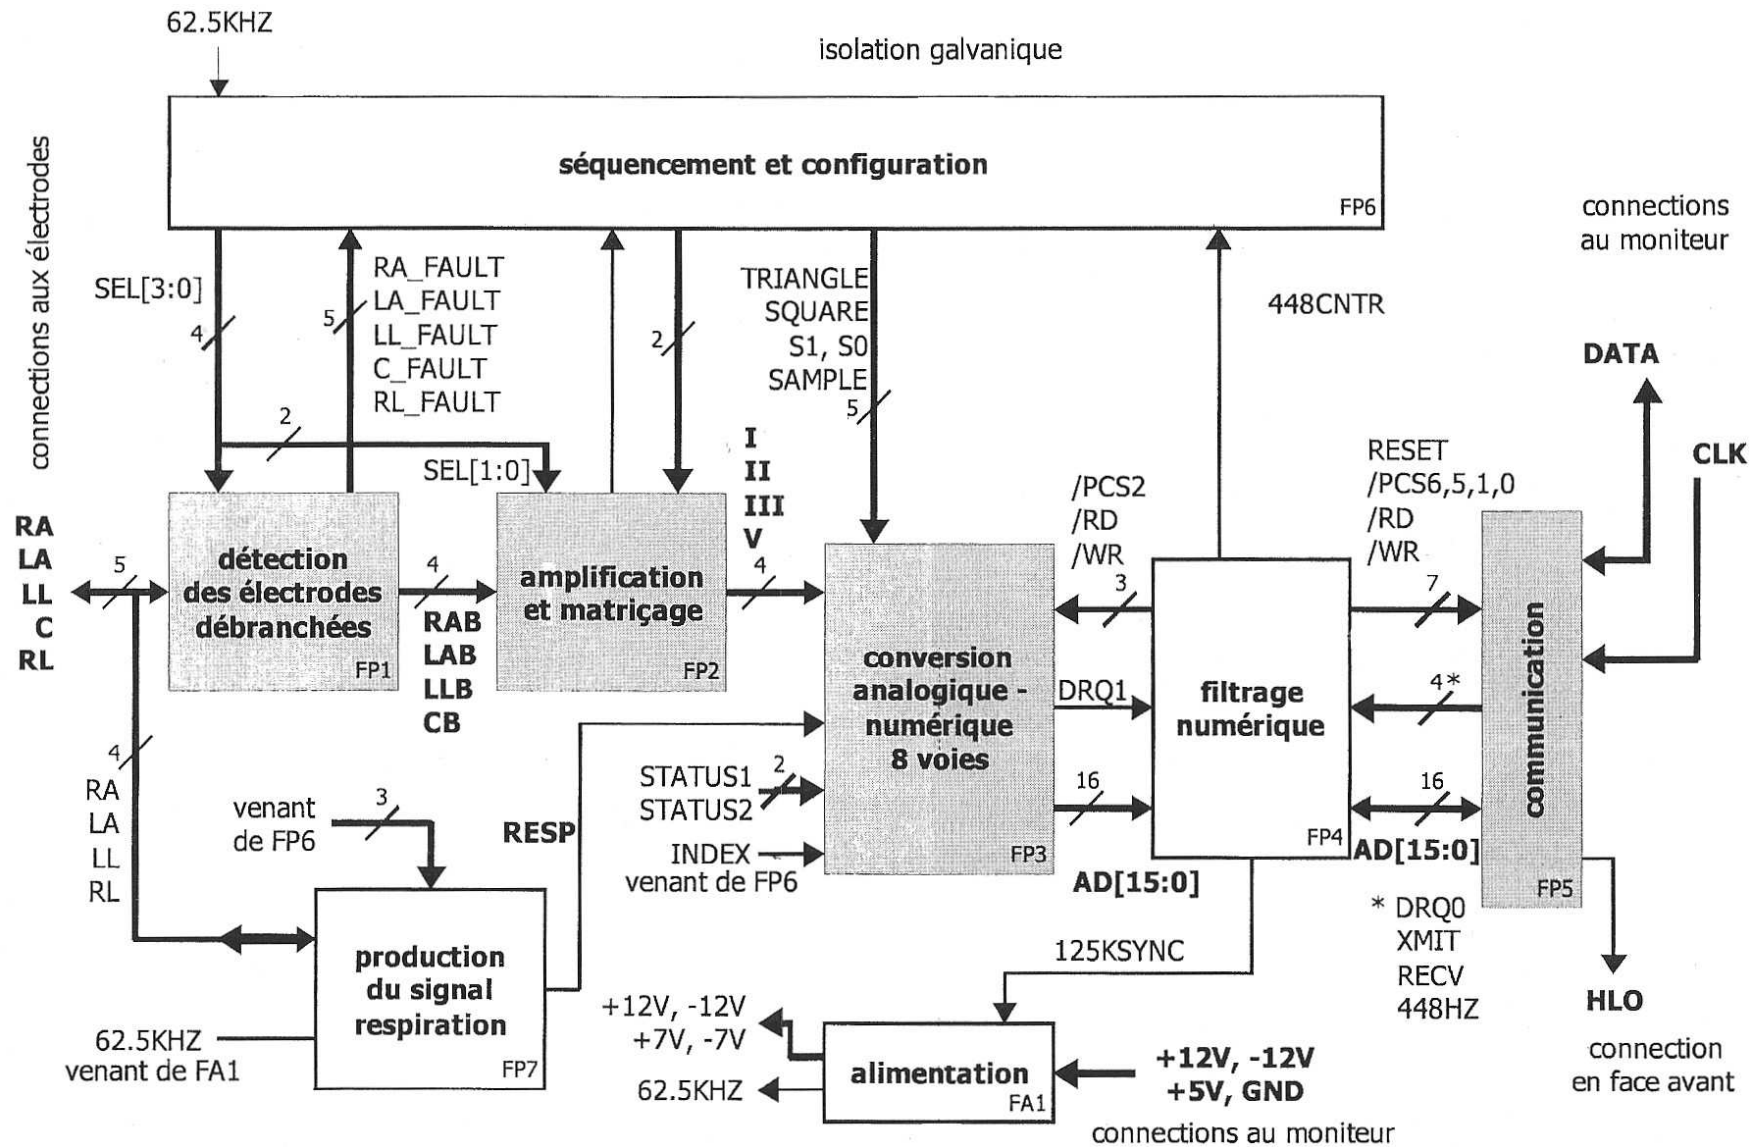 62.5KHZ
isolation galvanique
séquencement et configuration
FP6
connections aux électrodes
connections
au moniteur
SEL[3:0]
4
5
RA_FAULT
LA_FAULT
LL_FAULT
C_FAULT
RL_FAULT
2
TRIANGLE
SQUARE
S1, S0
SAMPLE
5
448CNTR
DATA
CLK
2
SEL[1:0]
I
II
III
V
4
/PCS2
/RD
/WR
3
RESET
/PCS6,5,1,0
/RD
/WR
7
RA
LA
LL
C
RL
5
détection
des électrodes
débranchées
FP1
4
RAB
LAB
LLB
CB
amplification
et matriçage
FP2
conversion
analogique -
numérique
8 voies
FP3
DRQ1
16
AD[15:0]
filtrage
numérique
FP4
4*
16
AD[15:0]
communication
FP5
* DRQ0
XMIT
RECV
448HZ
HLO
connection
en face avant
4
RA
LA
LL
RL
venant
de FP6
3
RESP
STATUS1
STATUS2
2
INDEX
venant de FP6
production
du signal
respiration
FP7
62.5KHZ
venant de FA1
125KSYNC
+12V, -12V
+7V, -7V
62.5KHZ
alimentation
FA1
+12V, -12V
+5V, GND
connections au moniteur